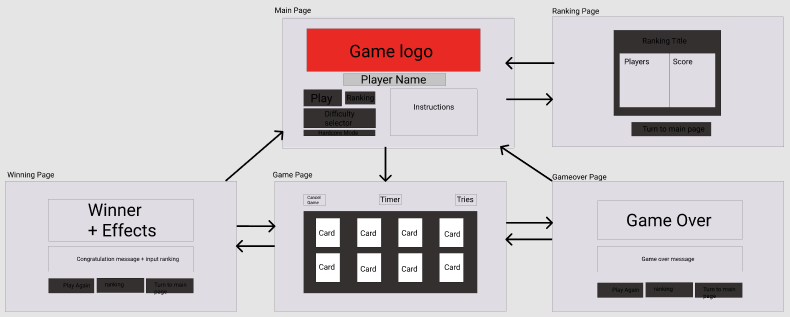 Main Page
Game logo
Player Name
Play
Ranking
Difficulty
selector
Hardcore Mode
Instructions
Ranking Page
Ranking Title
Players
Score
Turn to main page
Winning Page
Winner
+ Effects
Congratulation message + input ranking
Play Again
ranking
Turn to main
page
Game Page
Cancel
Game
Timer
Tries
Card
Card
Card
Card
Card
Card
Card
Card
Gameover Page
Game Over
Game over message
Play Again
ranking
Turn to main
page